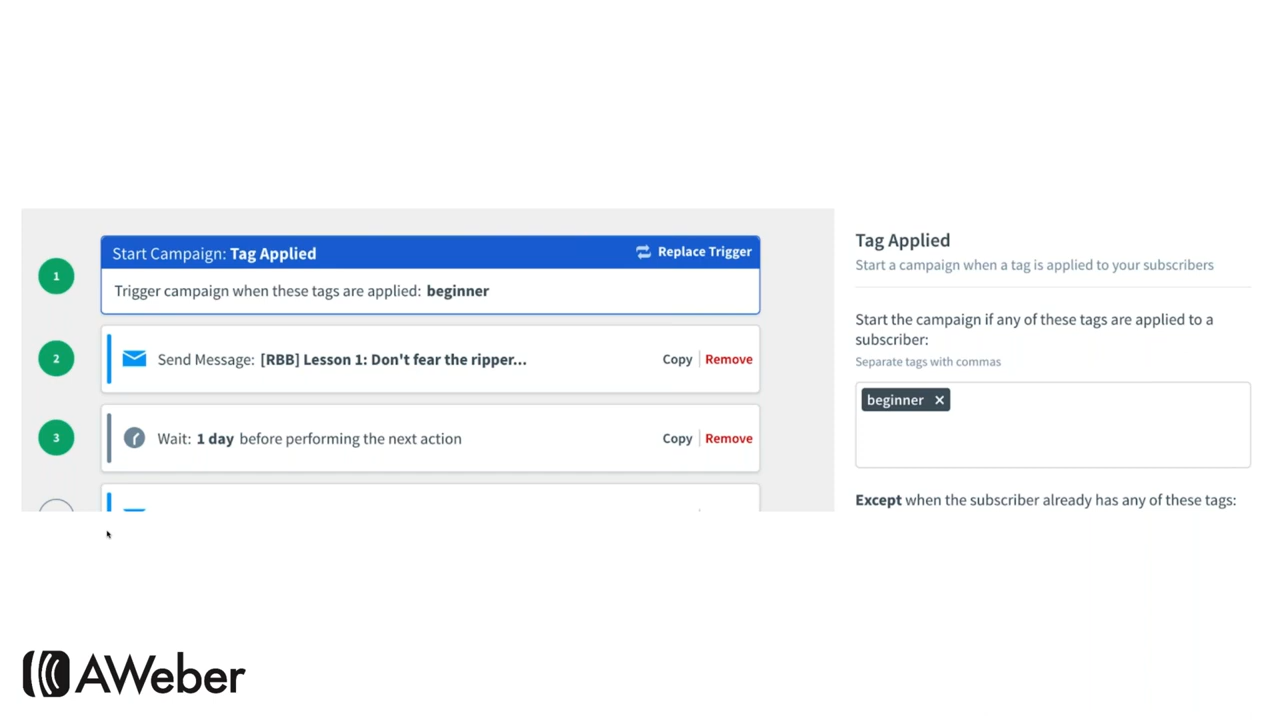 1
Start Campaign: Tag Applied
Replace Trigger
Trigger campaign when these tags are applied: beginner
2
Send Message: [RBB] Lesson 1: Don't fear the ripper...
Copy
Remove
3
Wait: 1 day before performing the next action
Copy
Remove
Tag Applied
Start a campaign when a tag is applied to your subscribers
Start the campaign if any of these tags are applied to a
subscriber:
Separate tags with commas
beginner ×
Except when the subscriber already has any of these tags:
AWeber